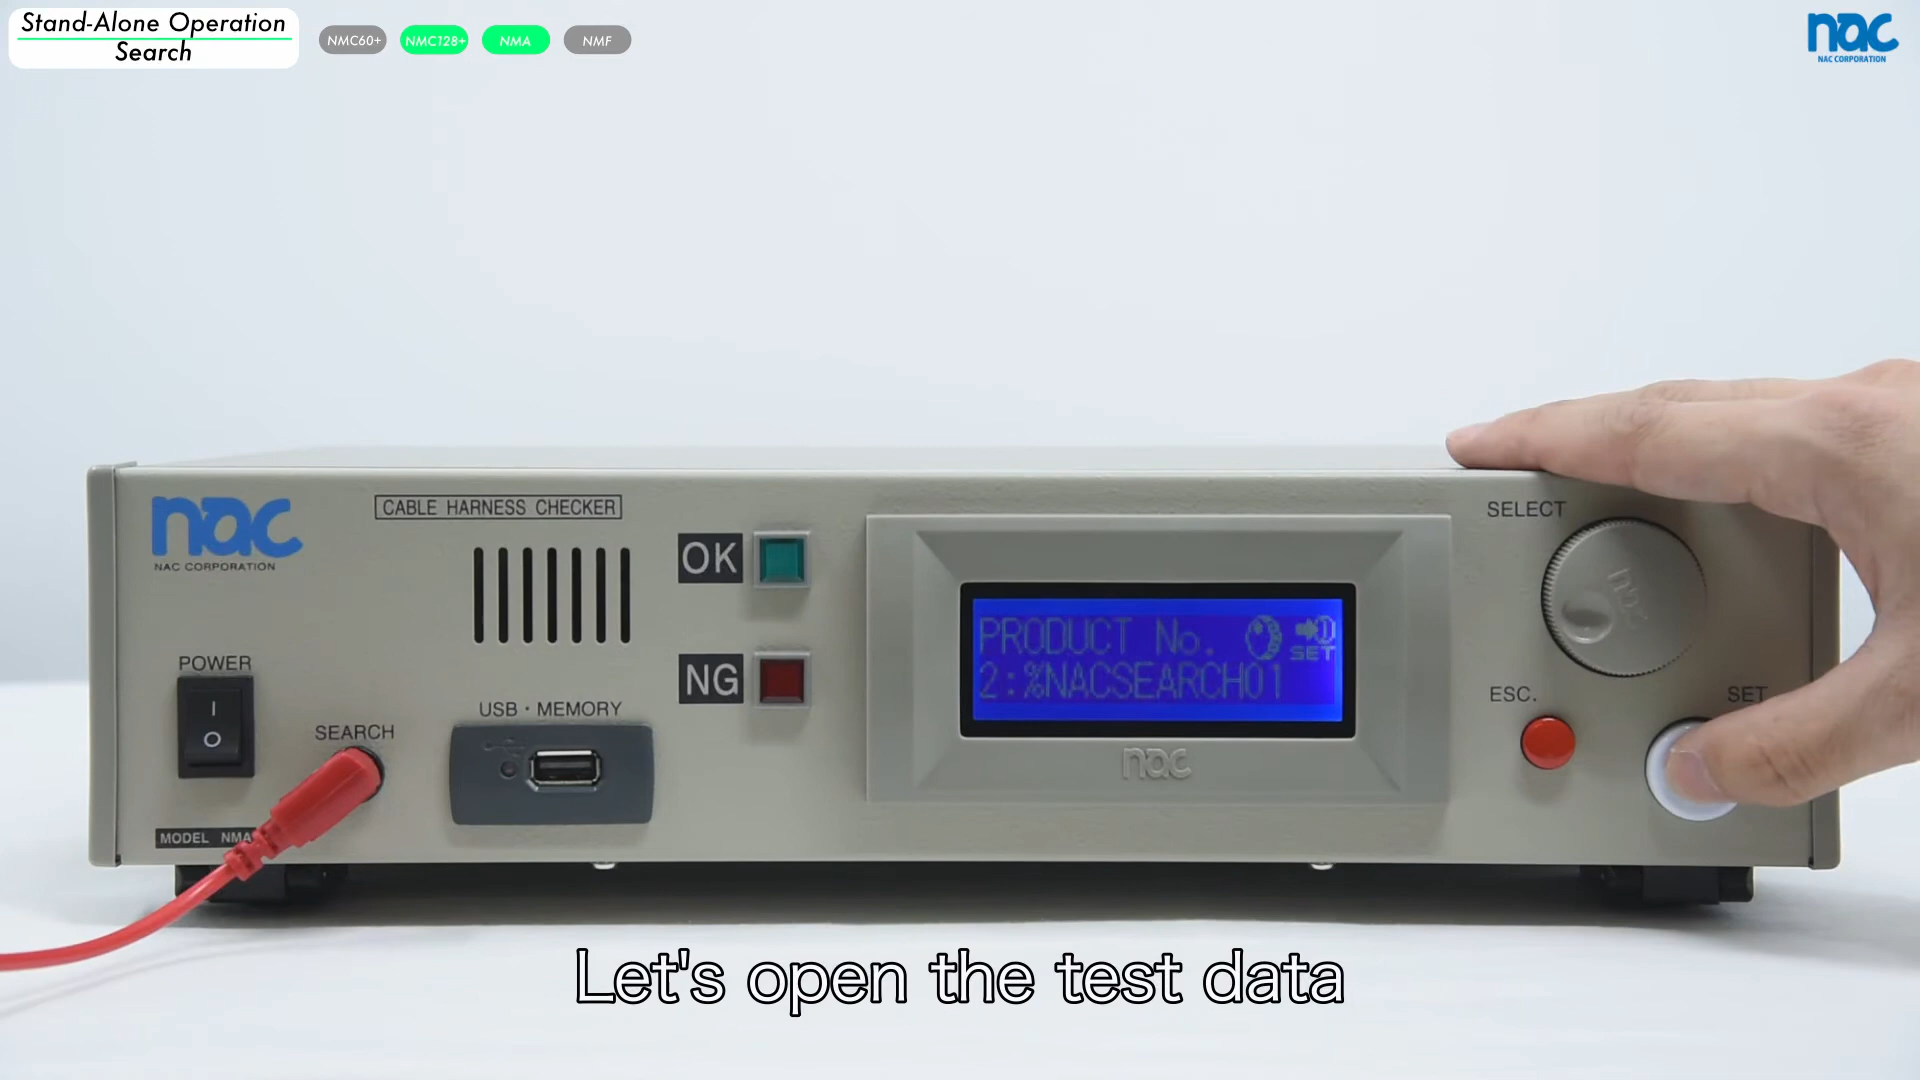 Stand-Alone Operation
Search
NMC60+
NMC128+
NMA
NMF
nac
NAC CORPORATION
nac
NAC CORPORATION
CABLE HARNESS CHECKER
OK
NG
POWER
SEARCH
USB・MEMORY
MODEL NMA
PRODUCT No.
SET
2:%NACSEARCH01
nac
SELECT
nac
ESC.
SET
Let's open the test data